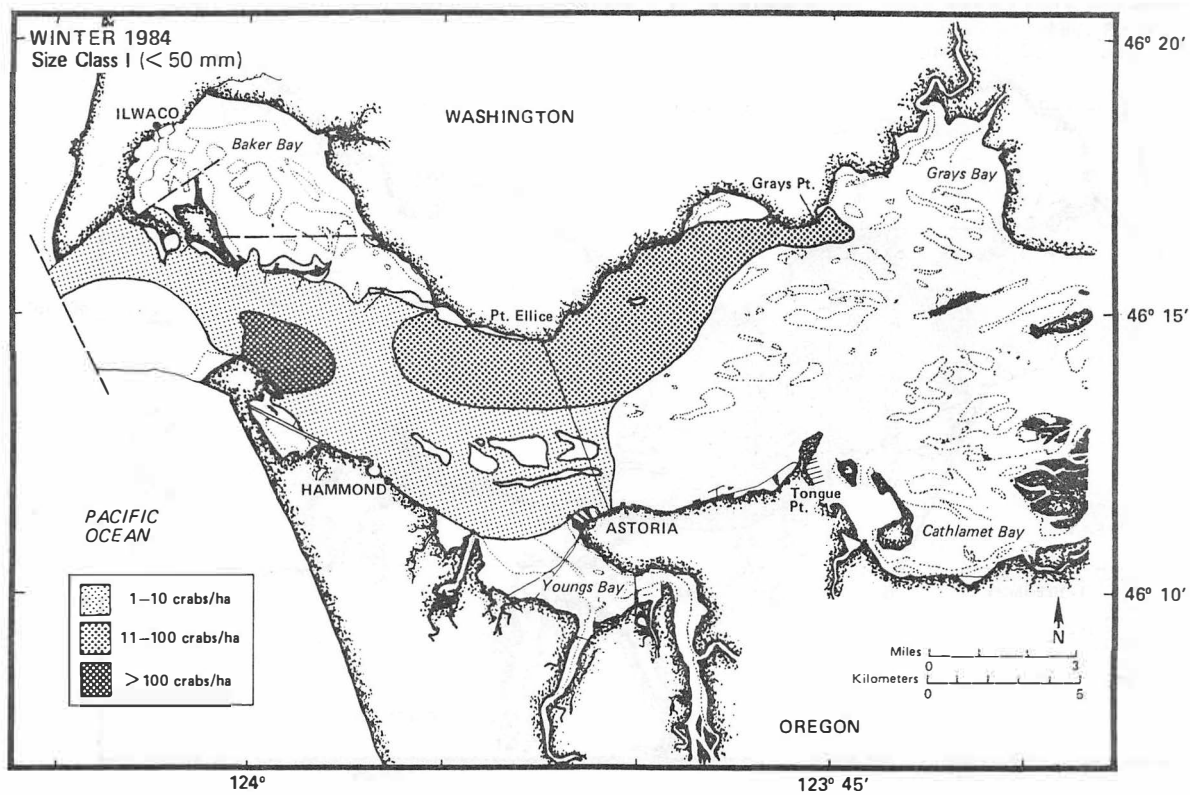 WINTER 1984
Size Class I (< 50 mm)
46° 20′
ILWACO
WASHINGTON
Baker Bay
Grays Pt.
Grays Bay
Pt. Ellice
46° 15′
HAMMOND
ASTORIA
Tongue
Pt.
PACIFIC
OCEAN
Cathlamet Bay
Youngs Bay
46° 10′
1–10 crabs/ha
11–100 crabs/ha
> 100 crabs/ha
N
Miles
0 1 2 3
Kilometers
0 5
OREGON
124°
123° 45′